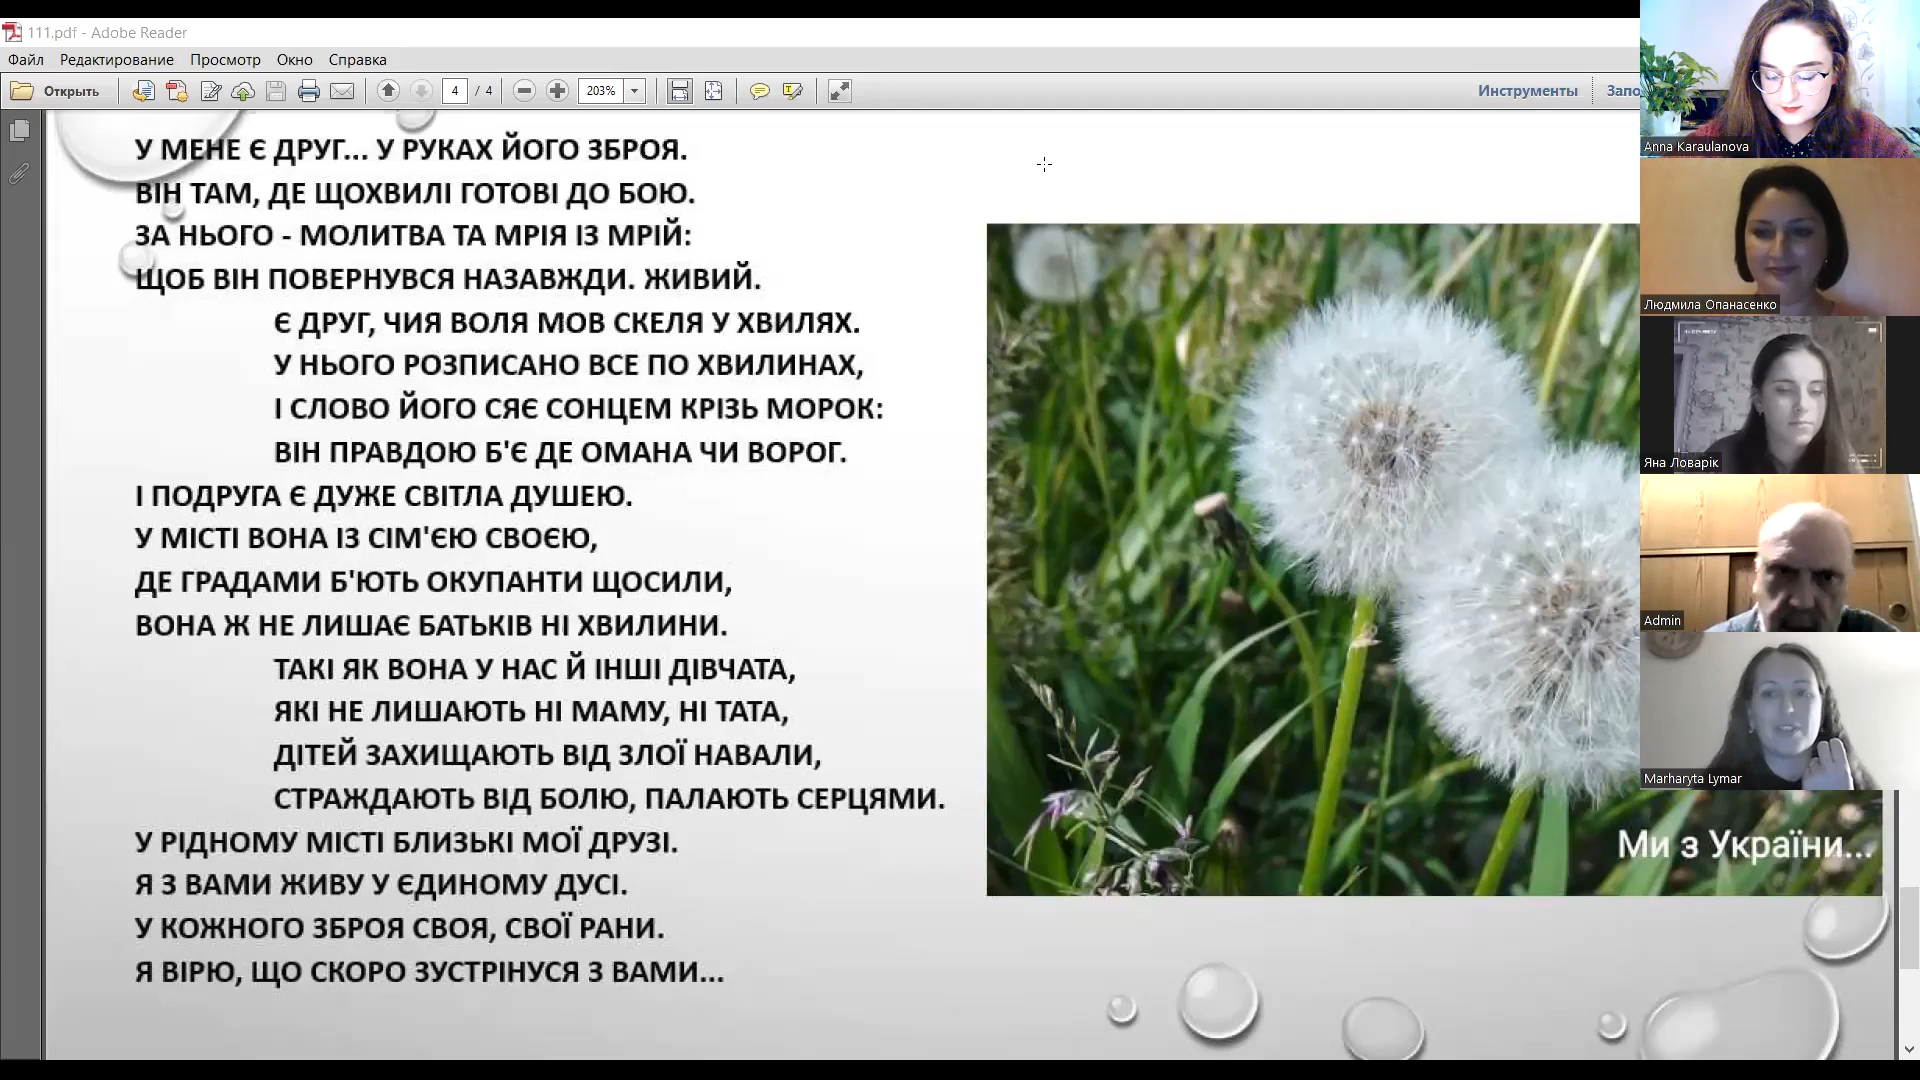 111.pdf - Adobe Reader
Файл Редактирование Просмотр Окно Справка
Открыть 4 / 4 203% Инструменты
У МЕНЕ Є ДРУГ... У РУКАХ ЙОГО ЗБРОЯ.
ВІН ТАМ, ДЕ ЩОХВИЛІ ГОТОВІ ДО БОЮ.
ЗА НЬОГО - МОЛИТВА ТА МРІЯ ІЗ МРІЙ:
ЩОБ ВІН ПОВЕРНУВСЯ НАЗАВЖДИ. ЖИВИЙ.
Є ДРУГ, ЧИЯ ВОЛЯ МОВ СКЕЛЯ У ХВИЛЯХ.
У НЬОГО РОЗПИСАНО ВСЕ ПО ХВИЛИНАХ,
І СЛОВО ЙОГО СЯЄ СОНЦЕМ КРІЗЬ МОРОК:
ВІН ПРАВДОЮ Б'Є ДЕ ОМАНА ЧИ ВОРОГ.
І ПОДРУГА Є ДУЖЕ СВІТЛА ДУШЕЮ.
У МІСТІ ВОНА ІЗ СІМ'ЄЮ СВОЄЮ,
ДЕ ГРАДАМИ Б'ЮТЬ ОКУПАНТИ ЩОСИЛИ,
ВОНА Ж НЕ ЛИШАЄ БАТЬКІВ НІ ХВИЛИНИ.
ТАКІ ЯК ВОНА У НАС Й ІНШІ ДІВЧАТА,
ЯКІ НЕ ЛИШАЮТЬ НІ МАМУ, НІ ТАТА,
ДІТЕЙ ЗАХИЩАЮТЬ ВІД ЗЛОЇ НАВАЛИ,
СТРАЖДАЮТЬ ВІД БОЛЮ, ПАЛАЮТЬ СЕРЦЯМИ.
У РІДНОМУ МІСТІ БЛИЗЬКІ МОЇ ДРУЗІ.
Я З ВАМИ ЖИВУ У ЄДИНОМУ ДУСІ.
У КОЖНОГО ЗБРОЯ СВОЯ, СВОЇ РАНИ.
Я ВІРЮ, ЩО СКОРО ЗУСТРІНУСЯ З ВАМИ...
Ми з України...
Anna Karaulanova
Людмила Опанасенко
Яна Ловарік
Admin
Marharyta Lymar